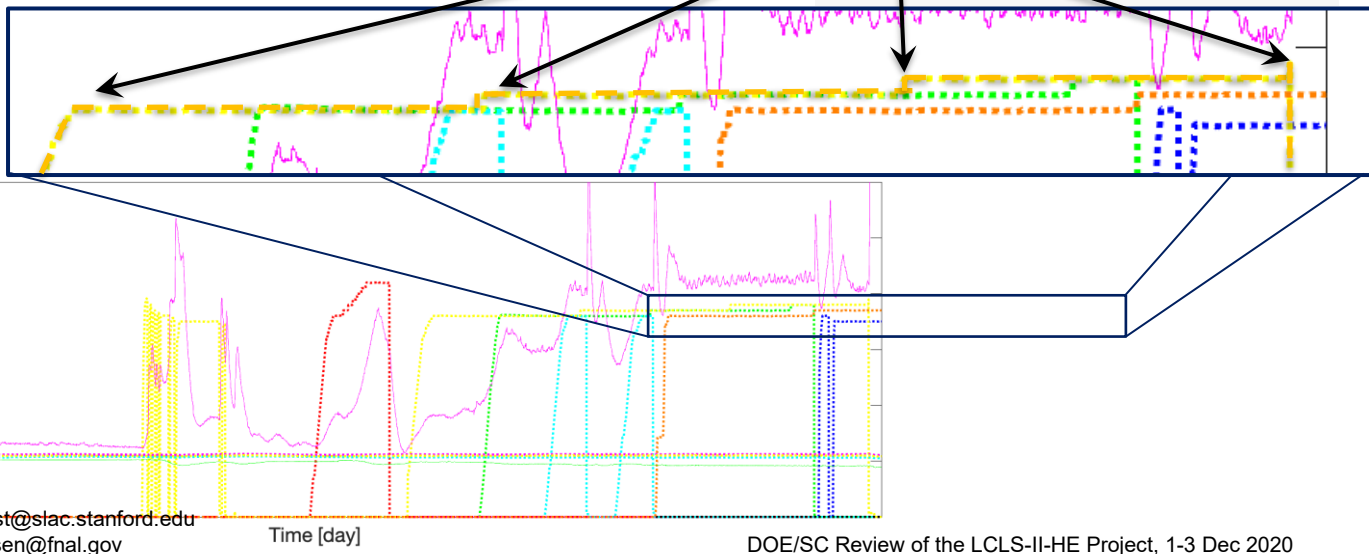 st@slac.stanford.edu
sen@fnal.gov
Time [day]
DOE/SC Review of the LCLS-II-HE Project, 1-3 Dec 2020